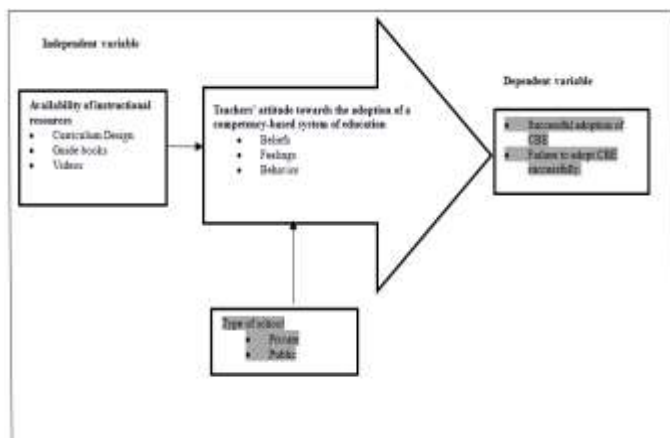 Independent variable
Availability of instructional
resources
• Curriculum Design
• Guide books
• Videos
Teachers' attitude towards the adoption of a
competency-based system of education
• Beliefs
• Feelings
• Behavior
Dependent variable
• Successful adoption of
CBE
• Failure to adopt CBE
successfully
Type of school
• Private
• Public